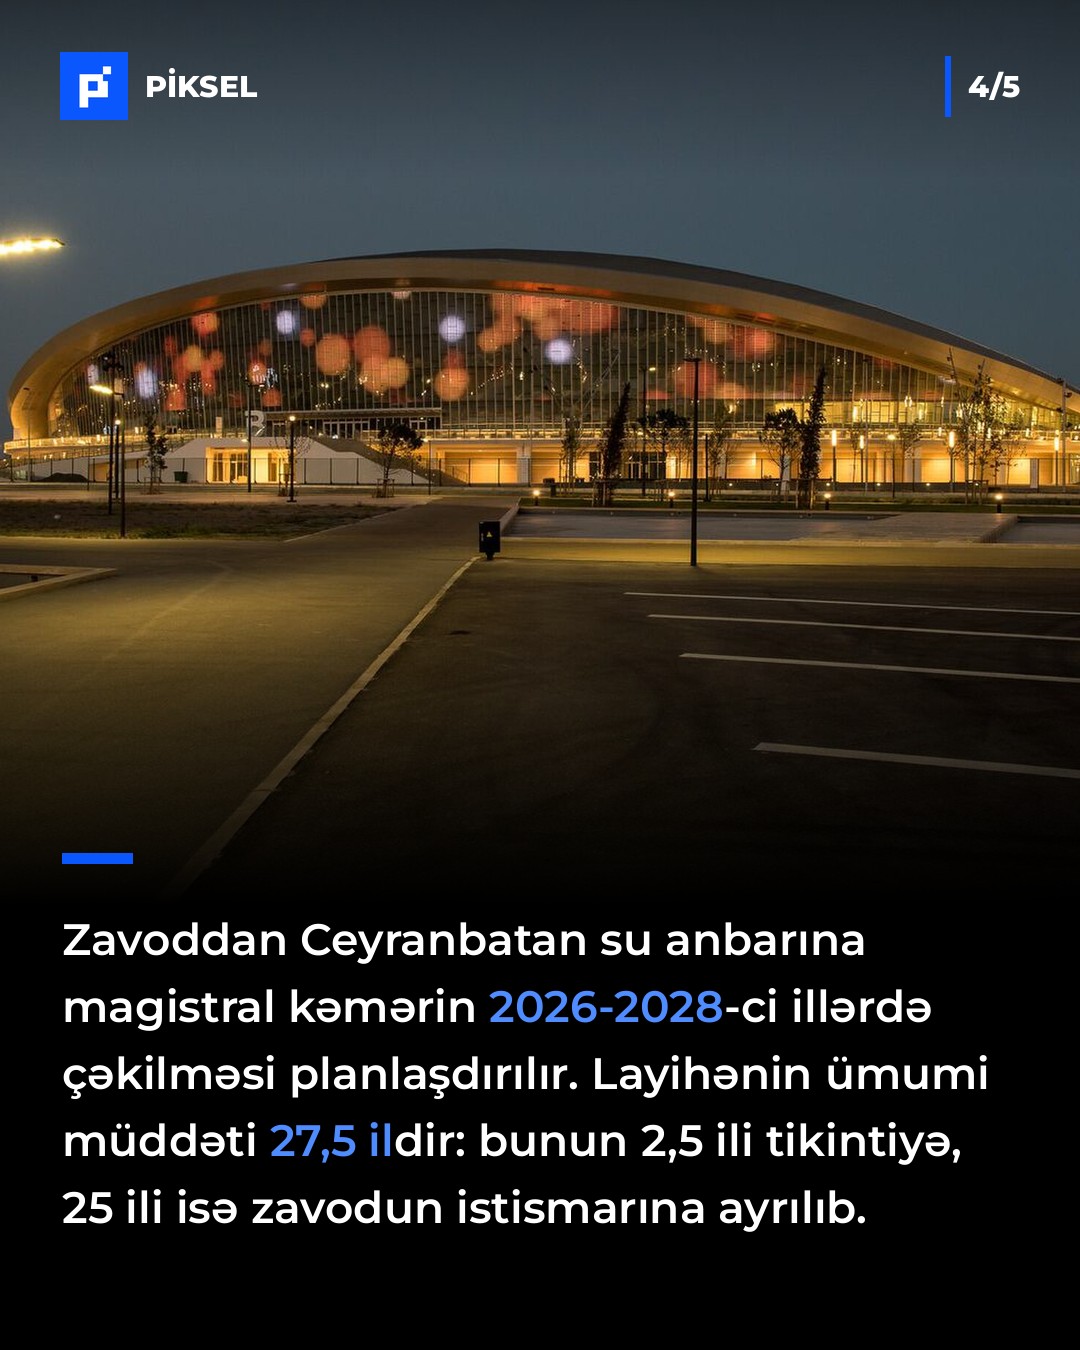 PİKSEL
4/5
Zavoddan Ceyranbatan su anbarına
magistral kəmərin 2026-2028-ci illərdə
çəkilməsi planlaşdırılır. Layihənin ümumi
müddəti 27,5 ildir: bunun 2,5 ili tikintiyə,
25 ili isə zavodun istismarına ayrılıb.